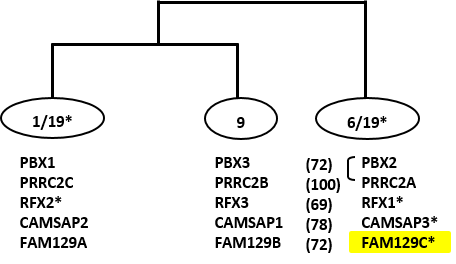 1/19* 9 6/19*
PBX1 PBX3 (72) PBX2
PRRC2C PRRC2B (100) PRRC2A
RFX2* RFX3 (69) RFX1*
CAMSAP2 CAMSAP1 (78) CAMSAP3*
FAM129A FAM129B (72) FAM129C*